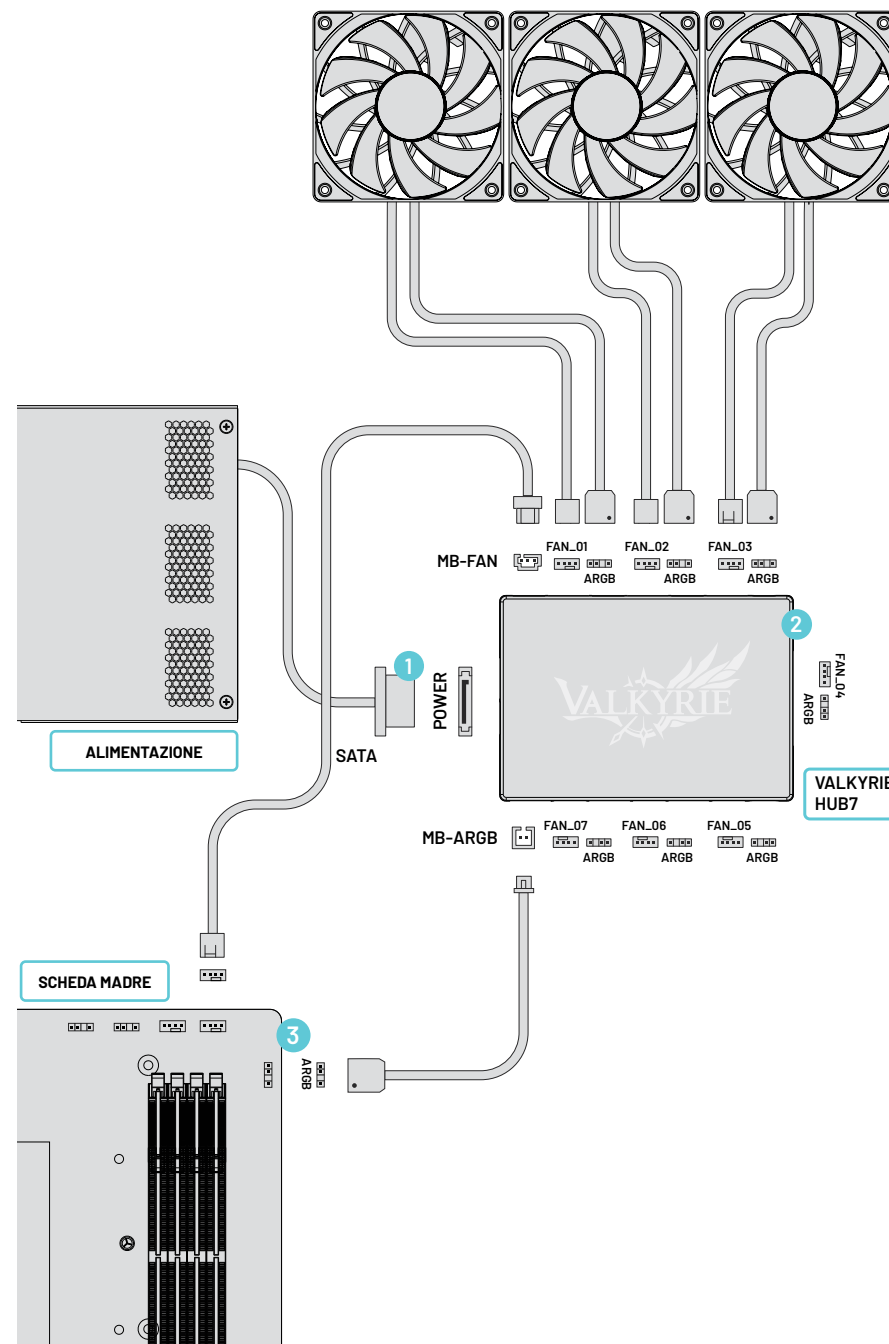 MB-FAN
FAN_01
ARGB
FAN_02
ARGB
FAN_03
ARGB
2
FAN_04
ARGB
1
POWER
VALKYRIE
ALIMENTAZIONE
SATA
VALKYRIE
HUB7
MB-ARGB
FAN_07
ARGB
FAN_06
ARGB
FAN_05
ARGB
SCHEDA MADRE
3
ARGB